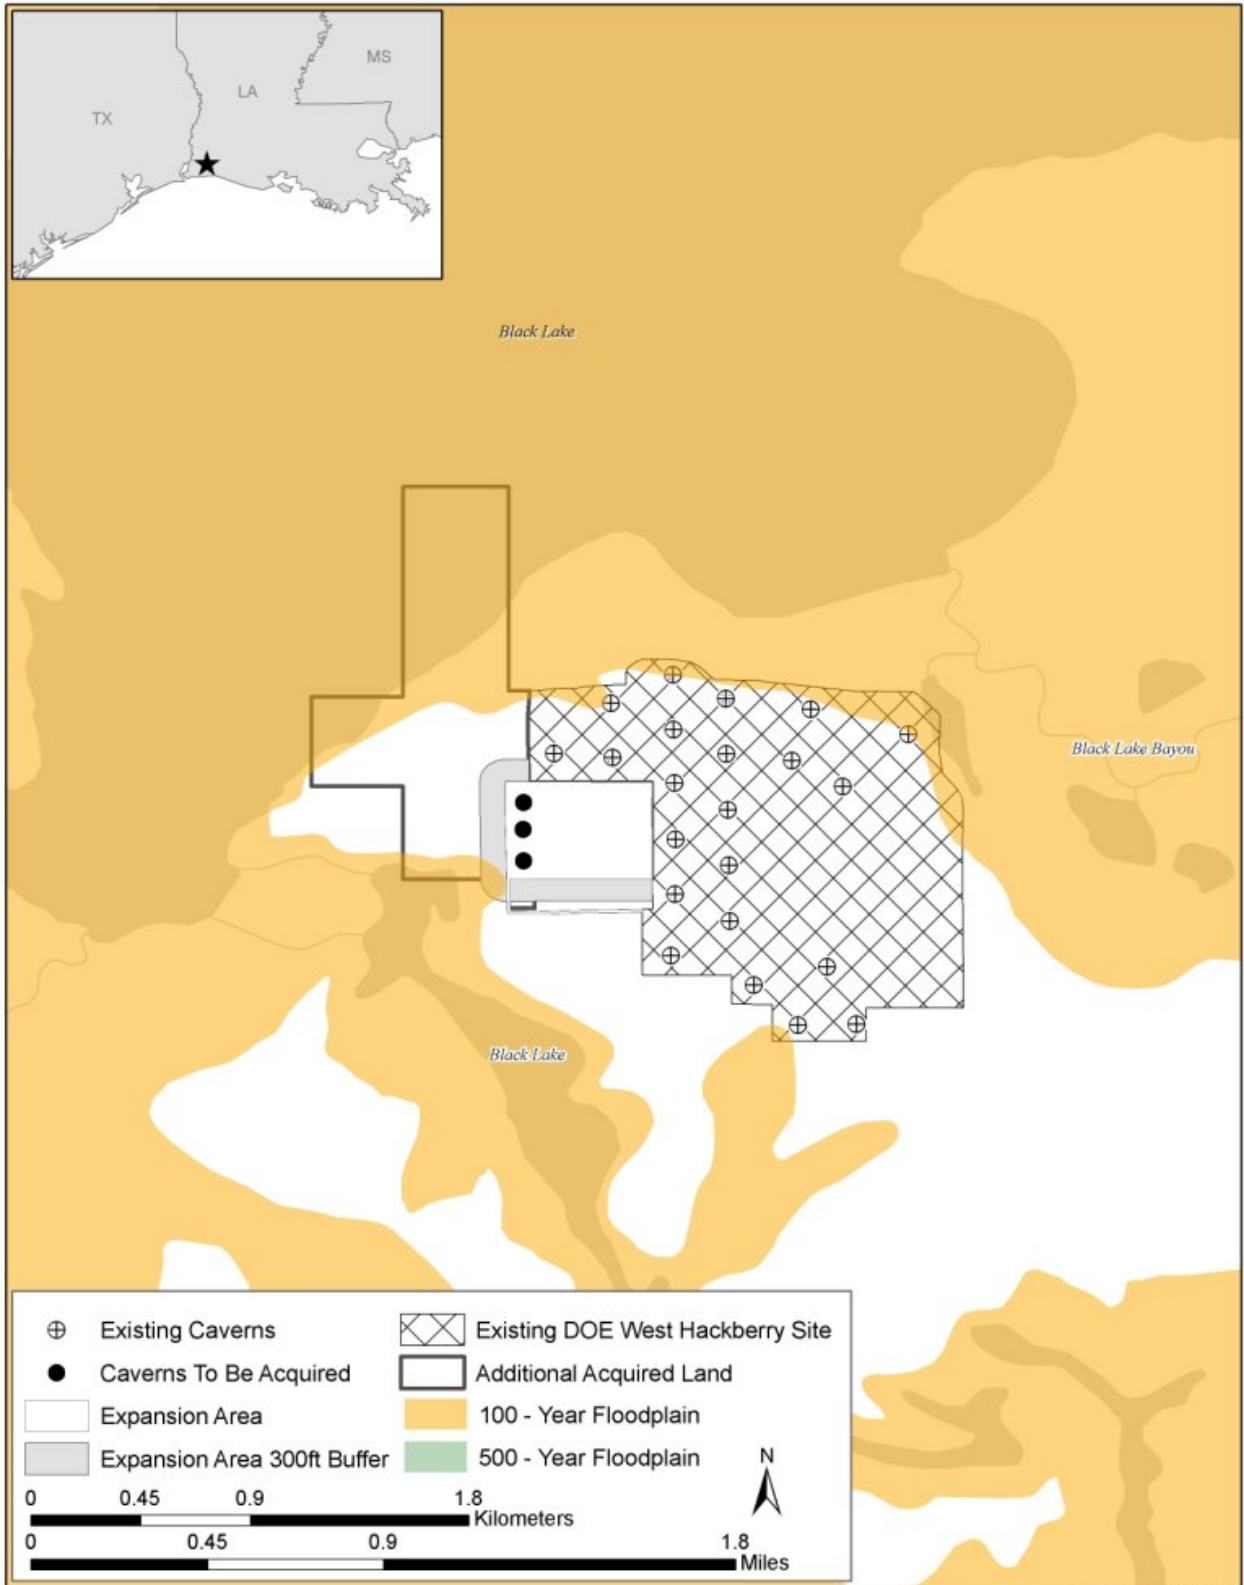 TX
LA
MS
Black Lake
Black Lake Bayou
Black Lake
Existing Caverns
Caverns To Be Acquired
Expansion Area
Expansion Area 300ft Buffer
Existing DOE West Hackberry Site
Additional Acquired Land
100 - Year Floodplain
500 - Year Floodplain
N
0 0.45 0.9 1.8
Kilometers
0 0.45 0.9 1.8
Miles